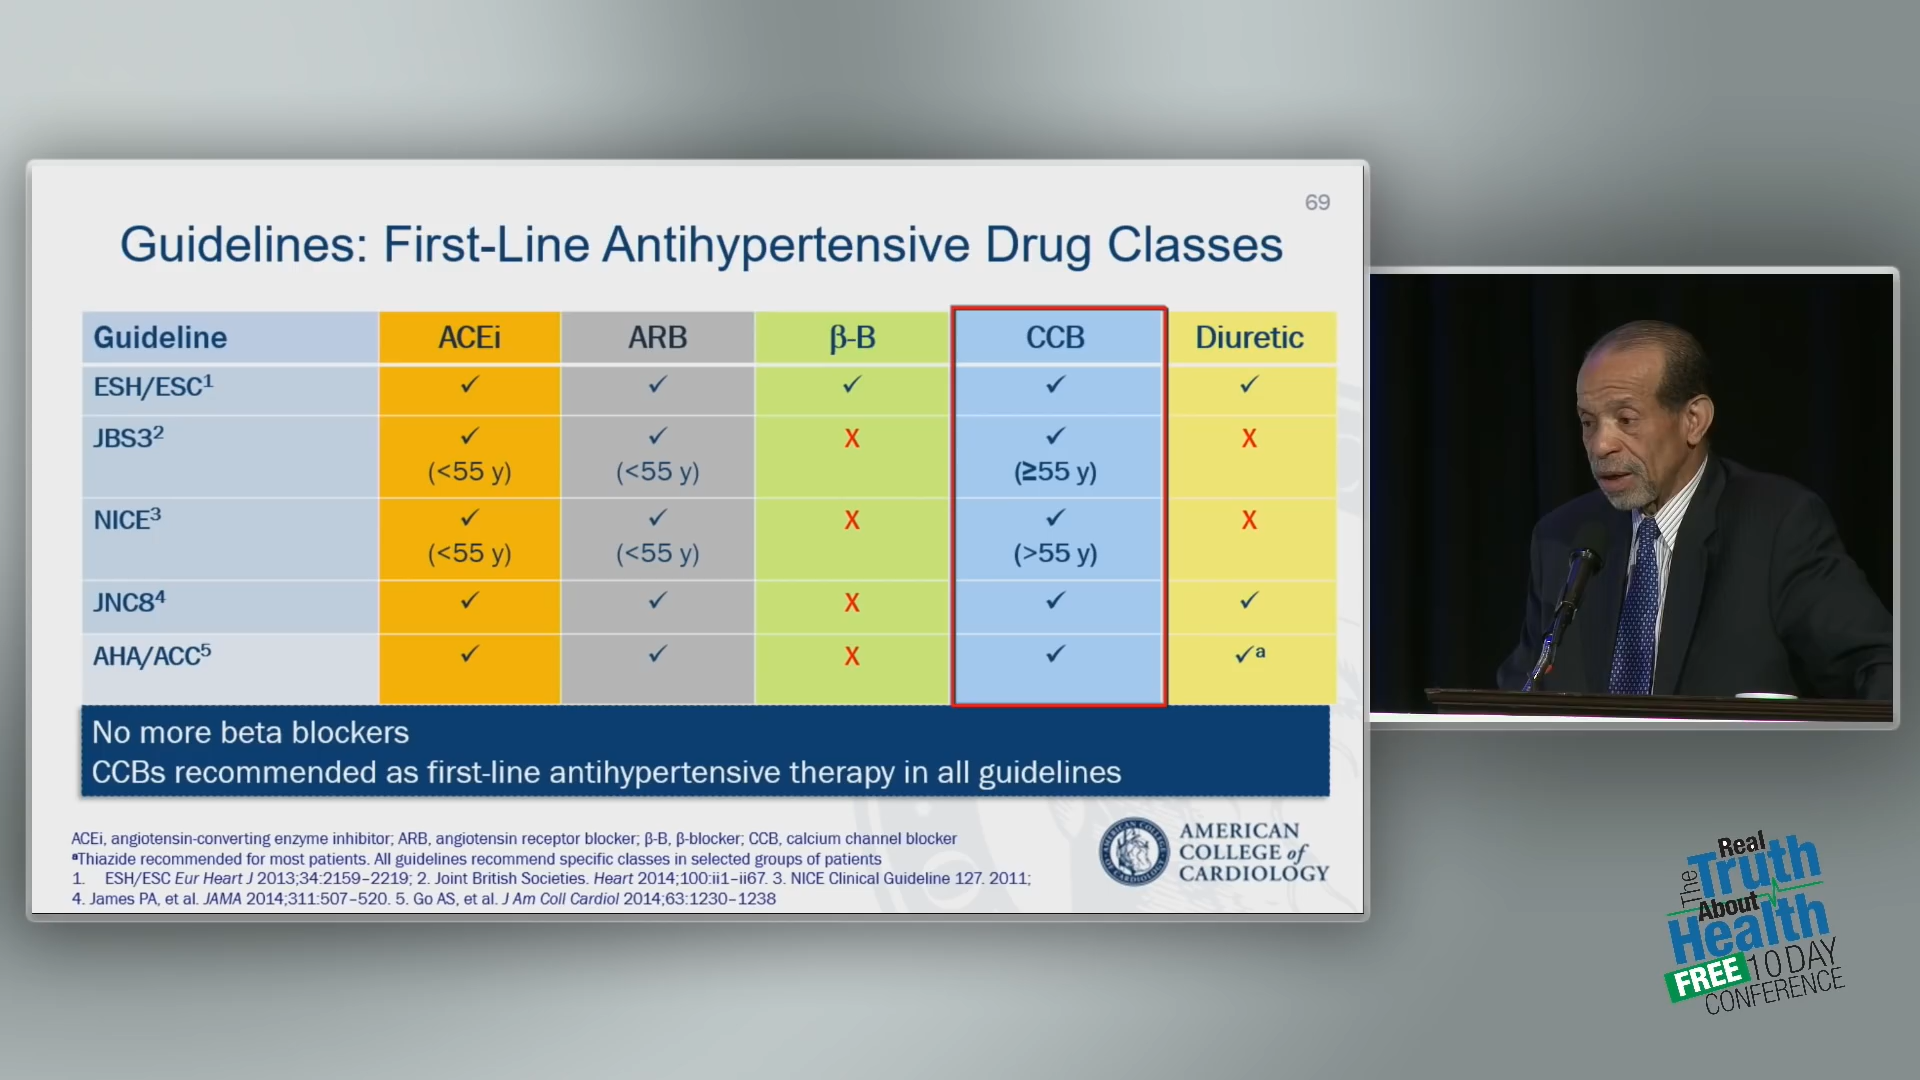 69
Guidelines: First-Line Antihypertensive Drug Classes
Guideline ACEi ARB β-B CCB Diuretic
ESH/ESC¹ ✓ ✓ ✓ ✓ ✓
JBS3² ✓ ✓ X ✓ X
(<55 y) (<55 y) (≥55 y)
NICE³ ✓ ✓ X ✓ X
(<55 y) (<55 y) (>55 y)
JNC8⁴ ✓ ✓ X ✓ ✓
AHA/ACC⁵ ✓ ✓ X ✓ ✓ᵃ
No more beta blockers
CCBs recommended as first-line antihypertensive therapy in all guidelines
ACEi, angiotensin-converting enzyme inhibitor; ARB, angiotensin receptor blocker; β-B, β-blocker; CCB, calcium channel blocker
ᵃThiazide recommended for most patients. All guidelines recommend specific classes in selected groups of patients
1. ESH/ESC Eur Heart J 2013;34:2159–2219; 2. Joint British Societies. Heart 2014;100:ii1–ii67. 3. NICE Clinical Guideline 127. 2011;
4. James PA, et al. JAMA 2014;311:507–520. 5. Go AS, et al. J Am Coll Cardiol 2014;63:1230–1238
AMERICAN
COLLEGE of
CARDIOLOGY
The Real
Truth
About
Health
FREE 10 DAY
CONFERENCE